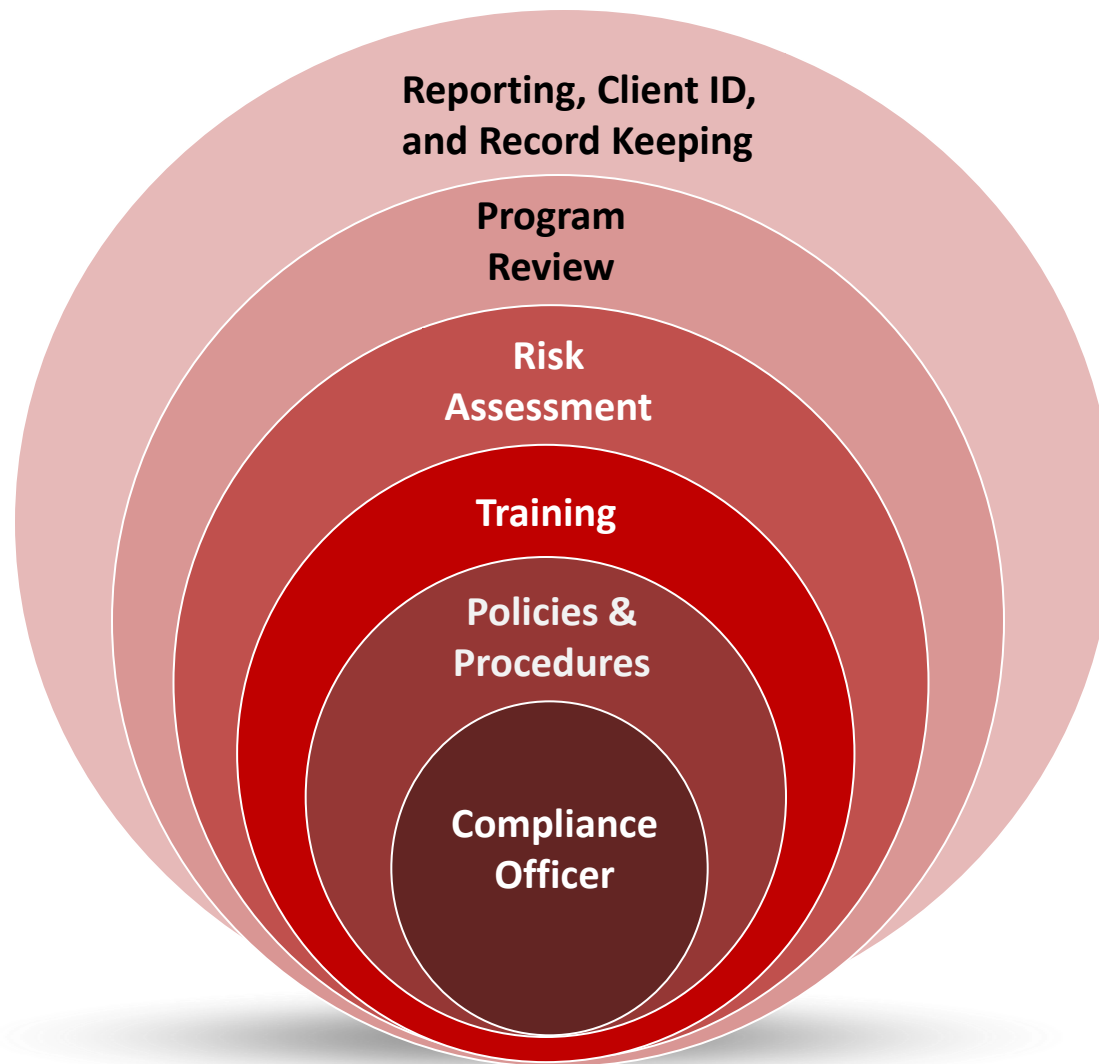 Reporting, Client ID,
and Record Keeping
Program
Review
Risk
Assessment
Training
Policies &
Procedures
Compliance
Officer